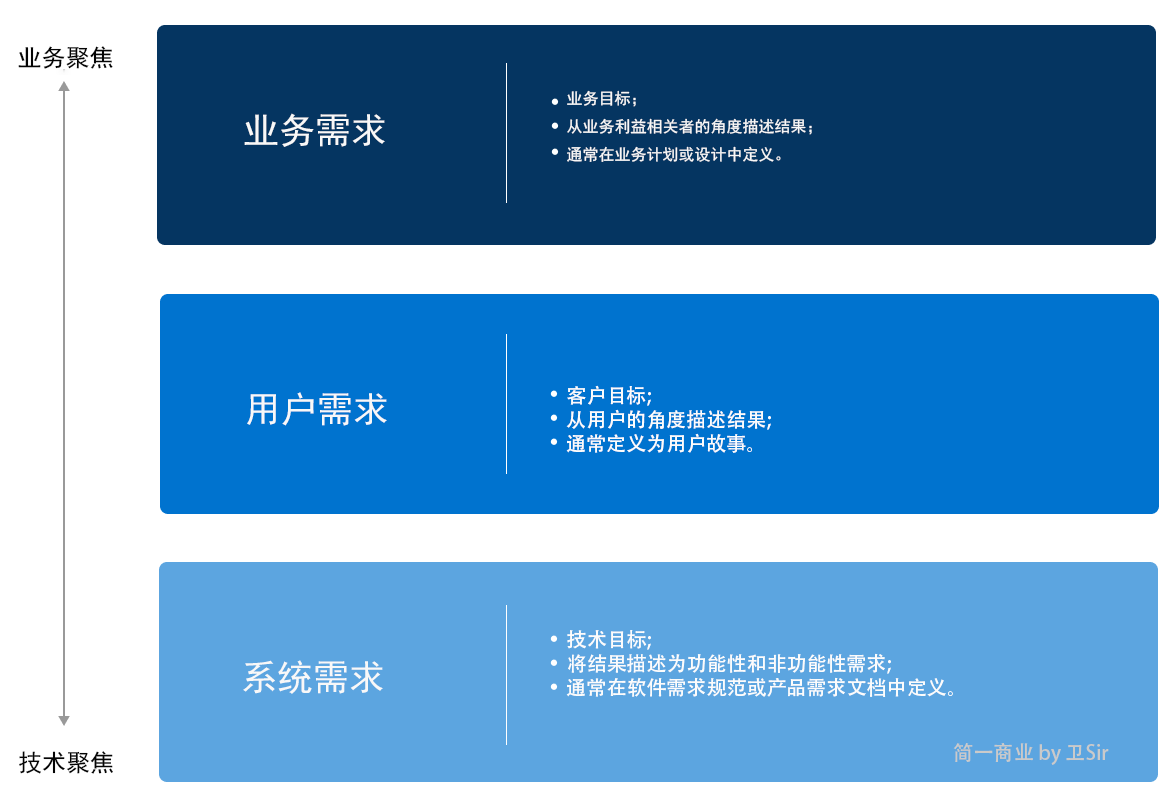 业务聚焦
业务需求
• 业务目标；
• 从业务利益相关者的角度描述结果；
• 通常在业务计划或设计中定义。
用户需求
• 客户目标;
• 从用户的角度描述结果;
• 通常定义为用户故事。
系统需求
• 技术目标;
• 将结果描述为功能性和非功能性需求;
• 通常在软件需求规范或产品需求文档中定义。
技术聚焦
简一商业 by 卫Sir